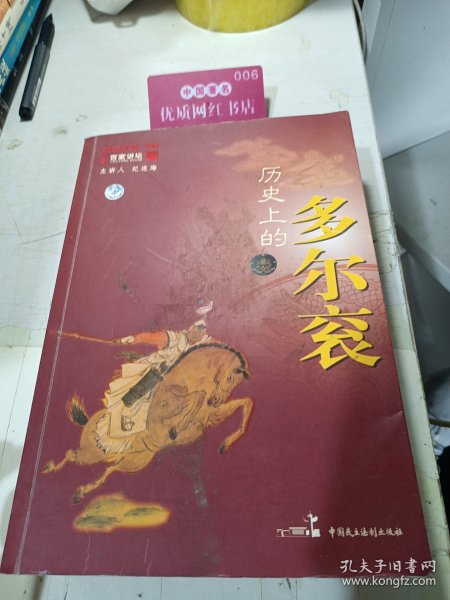 006
中国著名
优质网红书店
百家讲坛
主讲人 纪连海
历史上的
多尔衮
中国民主法制出版社
孔夫子旧书网
www.kongfz.com